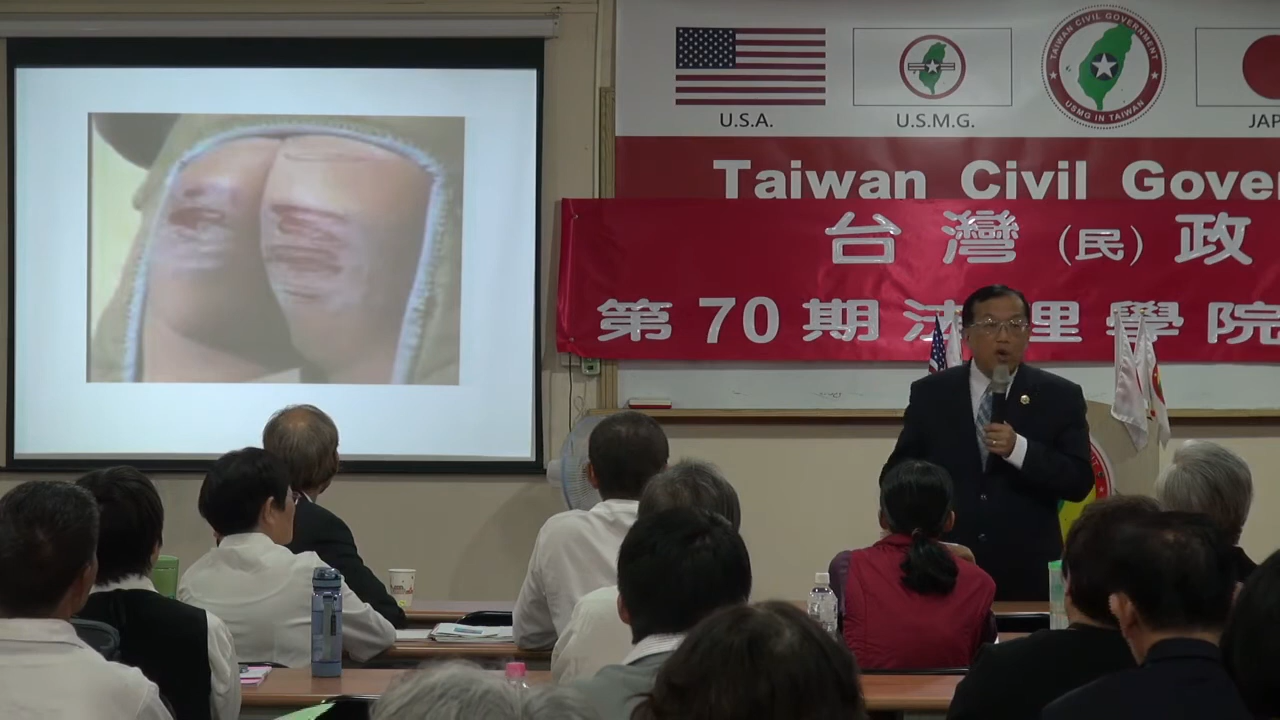 U.S.A.
U.S.M.G.
TAIWAN CIVIL GOVERNMENT
USMG IN TAIWAN
Taiwan Civil
台灣(民)政
第70期法理學院